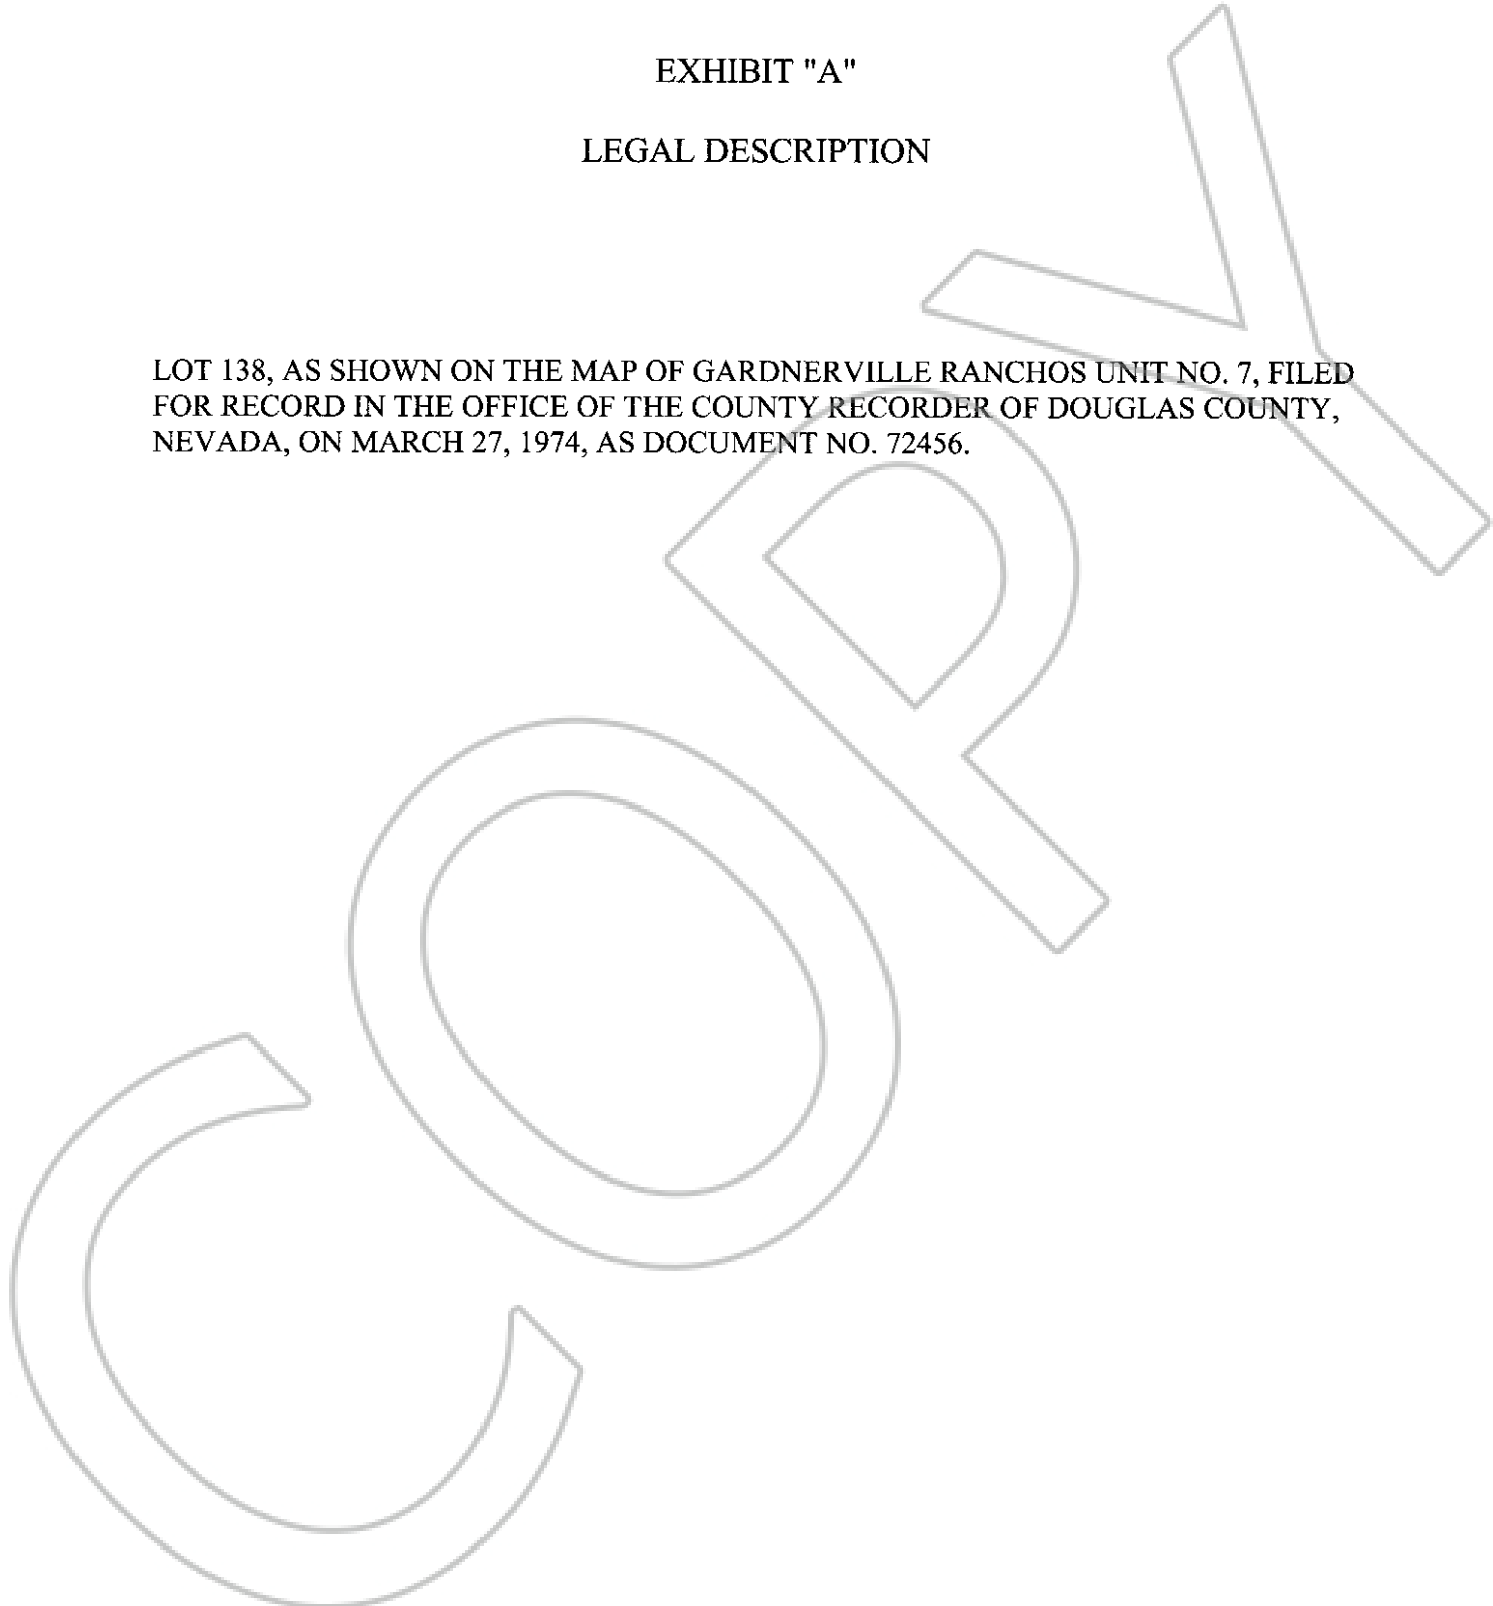 EXHIBIT "A"
LEGAL DESCRIPTION
LOT 138, AS SHOWN ON THE MAP OF GARDNERVILLE RANCHOS UNIT NO. 7, FILED
FOR RECORD IN THE OFFICE OF THE COUNTY RECORDER OF DOUGLAS COUNTY,
NEVADA, ON MARCH 27, 1974, AS DOCUMENT NO. 72456.
COPY